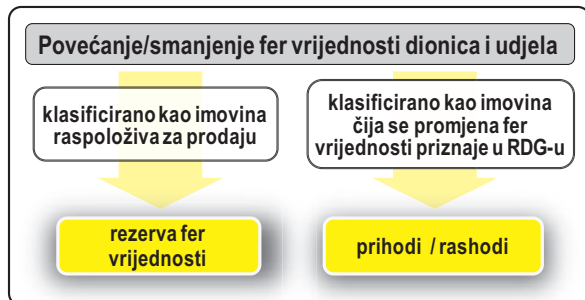 Povećanje/smanjenje fer vrijednosti dionica i udjela
klasificirano kao imovina
raspoloživa za prodaju
klasificirano kao imovina
čija se promjena fer
vrijednosti priznaje u RDG-u
rezerva fer
vrijednosti
prihodi / rashodi